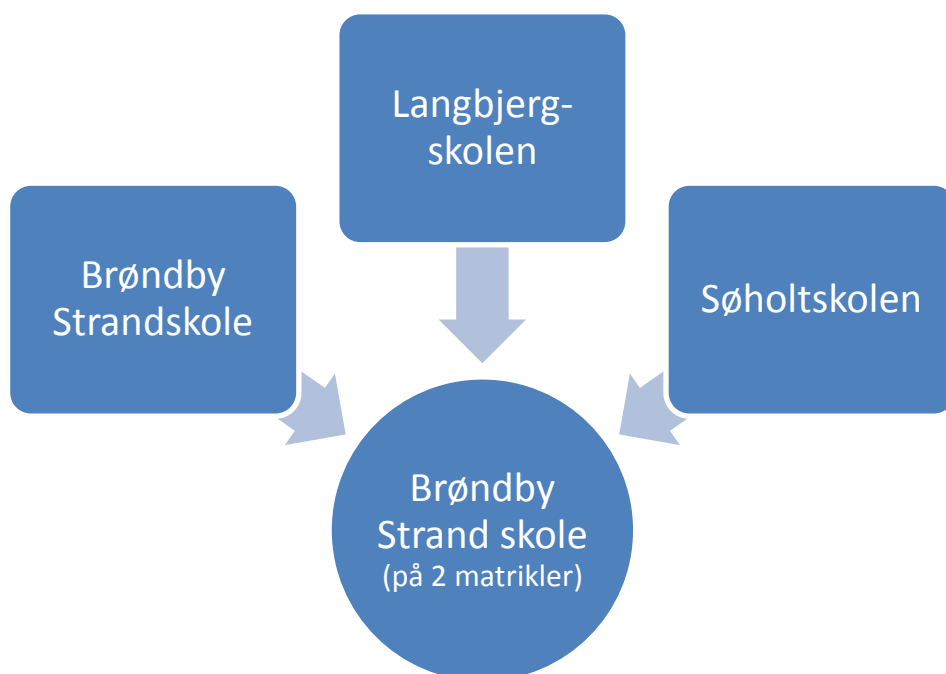 Langbjerg-
skolen
Brøndby
Strandskole
Søholtskolen
Brøndby
Strand skole
(på 2 matrikler)